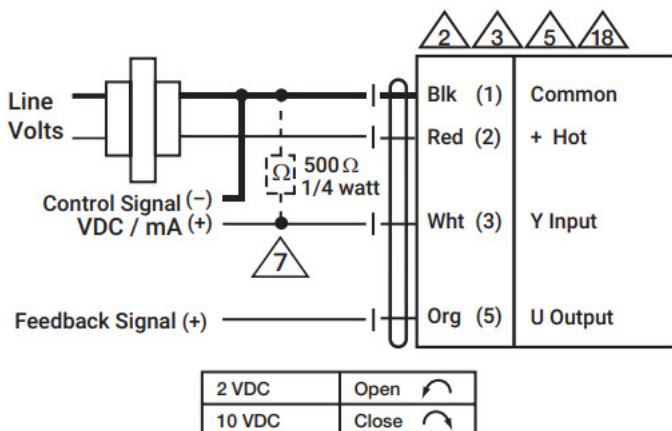 2 3 5 18
Line
Volts
Blk (1) Common
Red (2) + Hot
Ω 500 Ω
1/4 watt
Control Signal (–)
VDC / mA (+)
Wht (3) Y Input
7
Feedback Signal (+)
Org (5) U Output
2 VDC Open
10 VDC Close